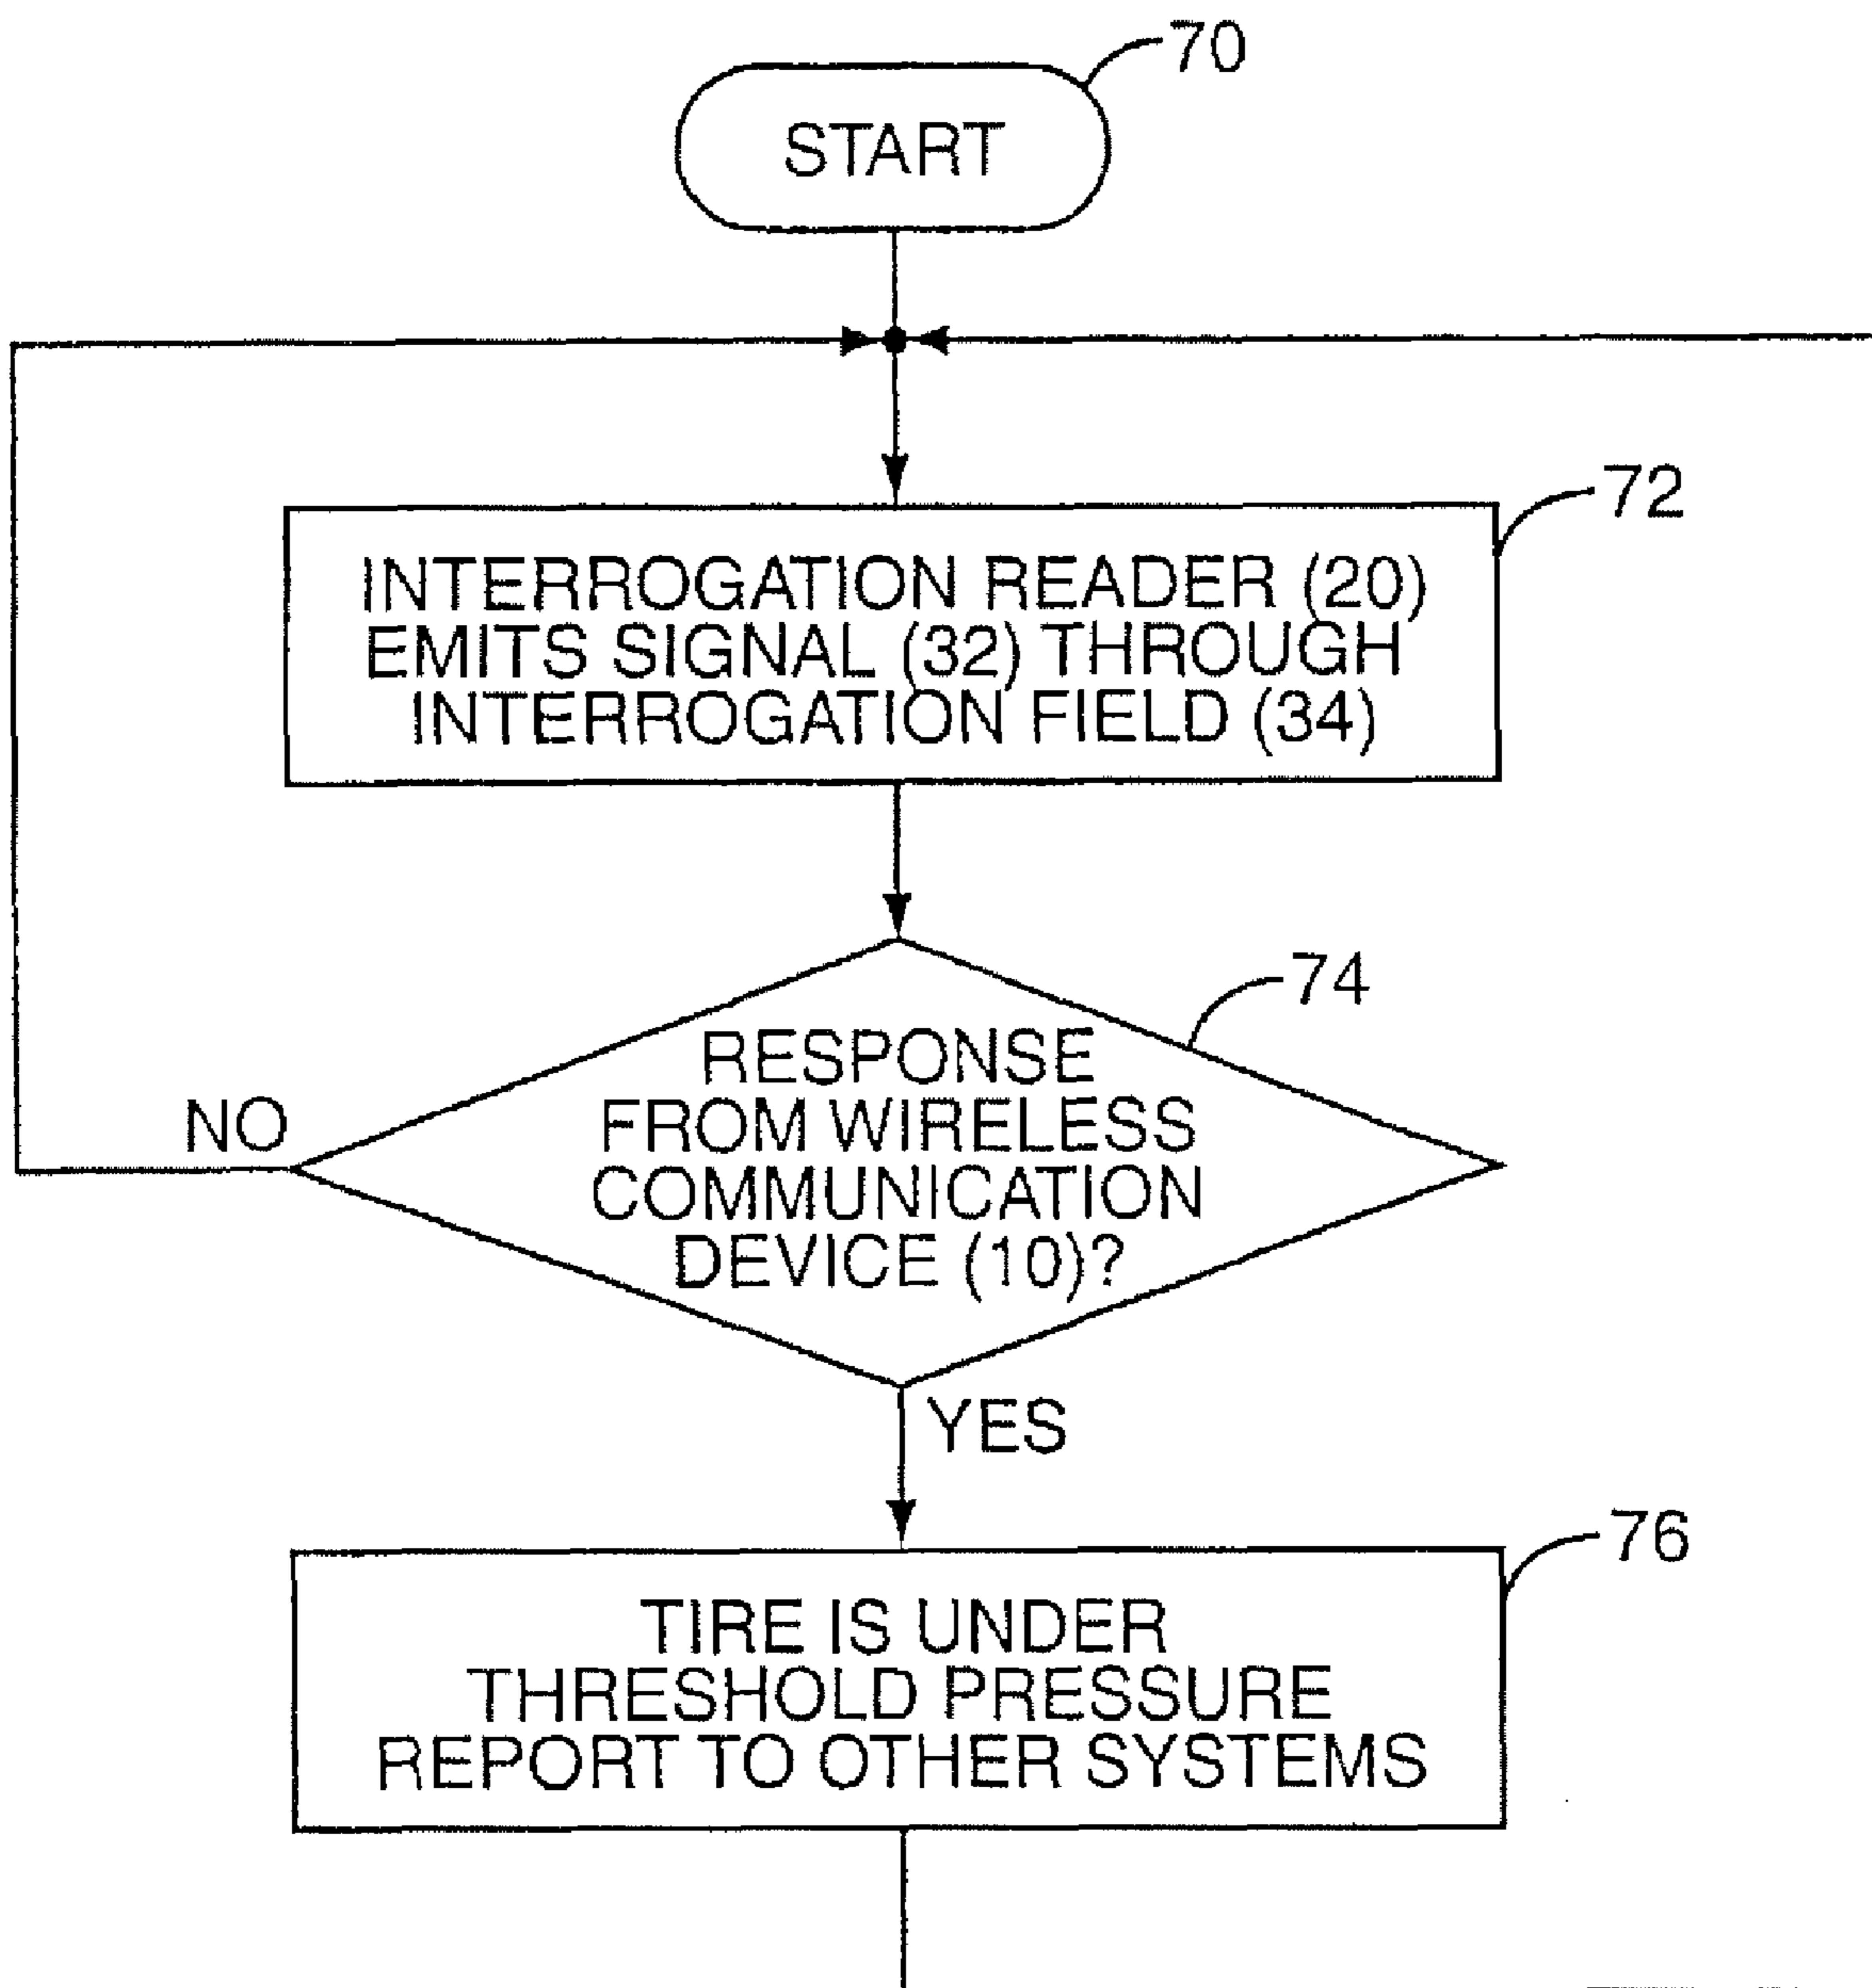 70
START
72
INTERROGATION READER (20)
EMITS SIGNAL (32) THROUGH
INTERROGATION FIELD (34)
74
RESPONSE
FROM WIRELESS
COMMUNICATION
DEVICE (10)?
NO
YES
76
TIRE IS UNDER
THRESHOLD PRESSURE
REPORT TO OTHER SYSTEMS